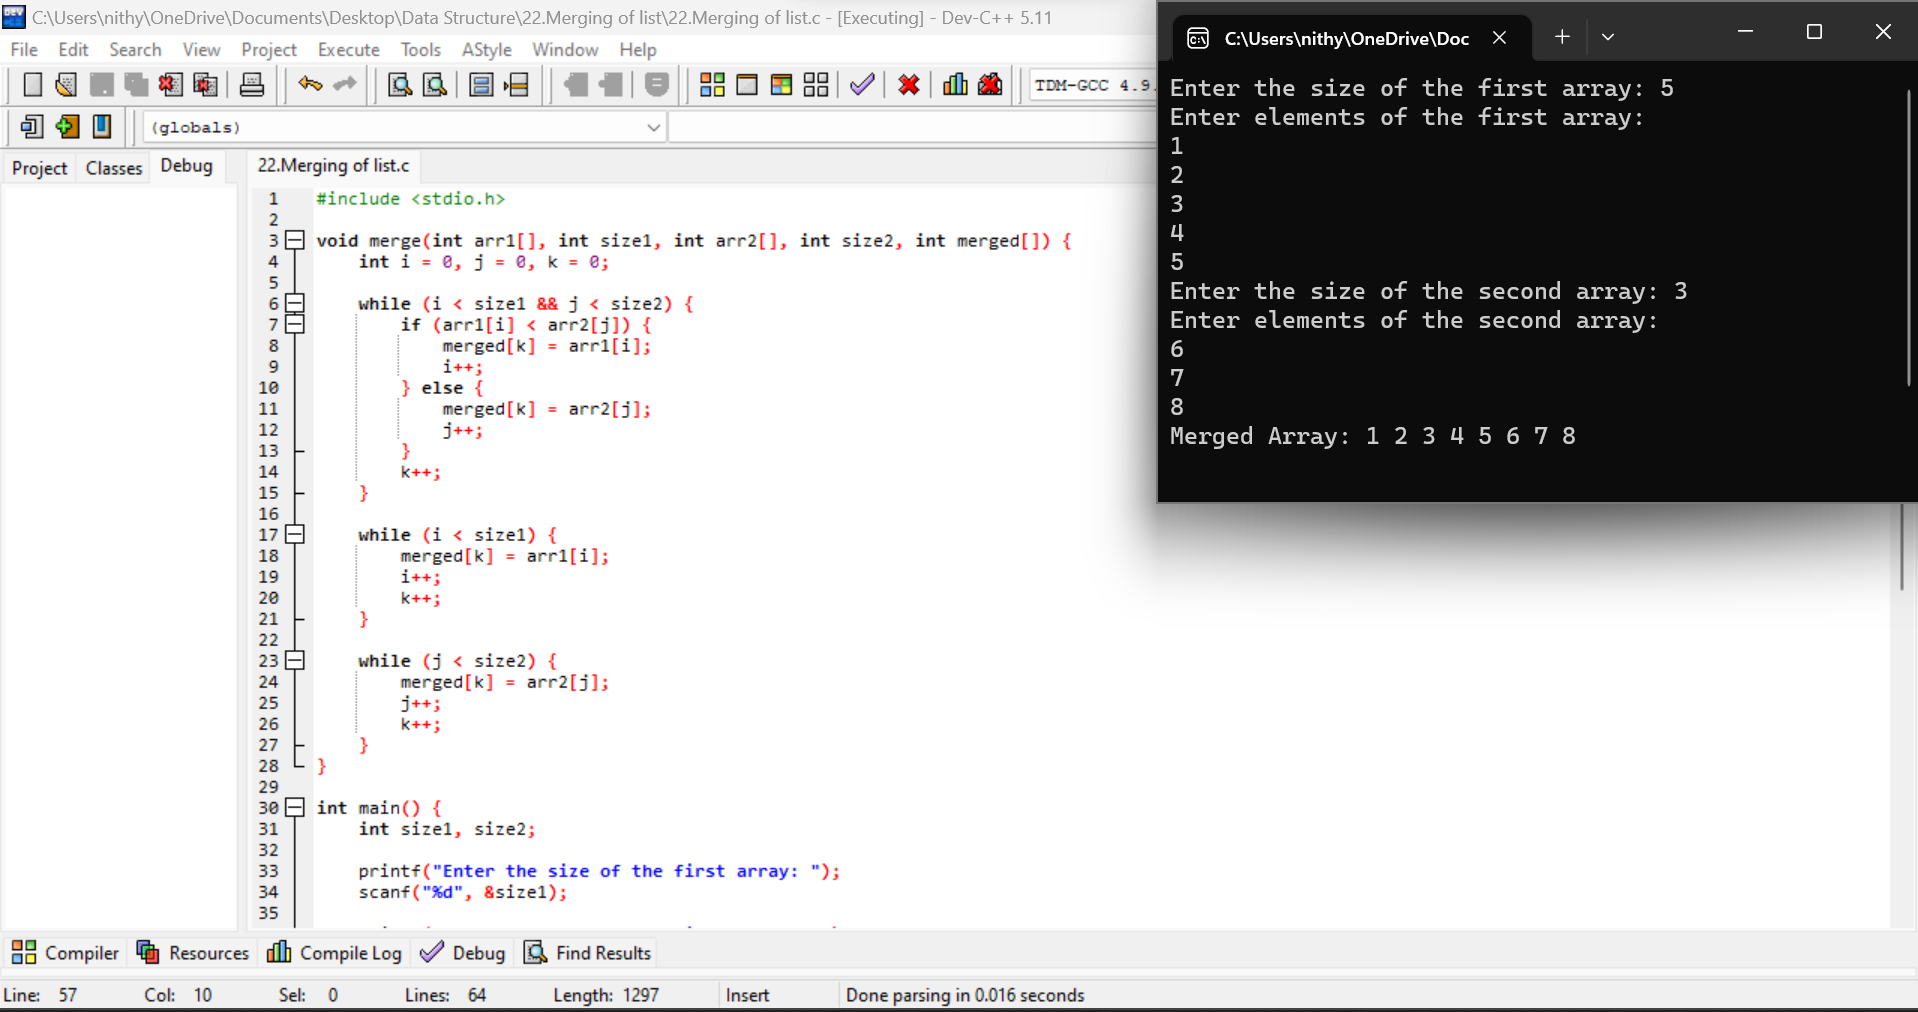 C:\Users\nithy\OneDrive\Documents\Desktop\Data Structure\22.Merging of list\22.Merging of list.c - [Executing] - Dev-C++ 5.11
File Edit Search View Project Execute Tools AStyle Window Help
TDM-GCC 4.9.
(globals)
Project Classes Debug
22.Merging of list.c
1 #include <stdio.h>
2
3 void merge(int arr1[], int size1, int arr2[], int size2, int merged[]) {
4 int i = 0, j = 0, k = 0;
5
6 while (i < size1 && j < size2) {
7 if (arr1[i] < arr2[j]) {
8 merged[k] = arr1[i];
9 i++;
10 } else {
11 merged[k] = arr2[j];
12 j++;
13 }
14 k++;
15 }
16
17 while (i < size1) {
18 merged[k] = arr1[i];
19 i++;
20 k++;
21 }
22
23 while (j < size2) {
24 merged[k] = arr2[j];
25 j++;
26 k++;
27 }
28 }
29
30 int main() {
31 int size1, size2;
32
33 printf("Enter the size of the first array: ");
34 scanf("%d", &size1);
35
C:\Users\nithy\OneDrive\Doc
Enter the size of the first array: 5
Enter elements of the first array:
1
2
3
4
5
Enter the size of the second array: 3
Enter elements of the second array:
6
7
8
Merged Array: 1 2 3 4 5 6 7 8
Compiler Resources Compile Log Debug Find Results
Line: 57 Col: 10 Sel: 0 Lines: 64 Length: 1297 Insert Done parsing in 0.016 seconds